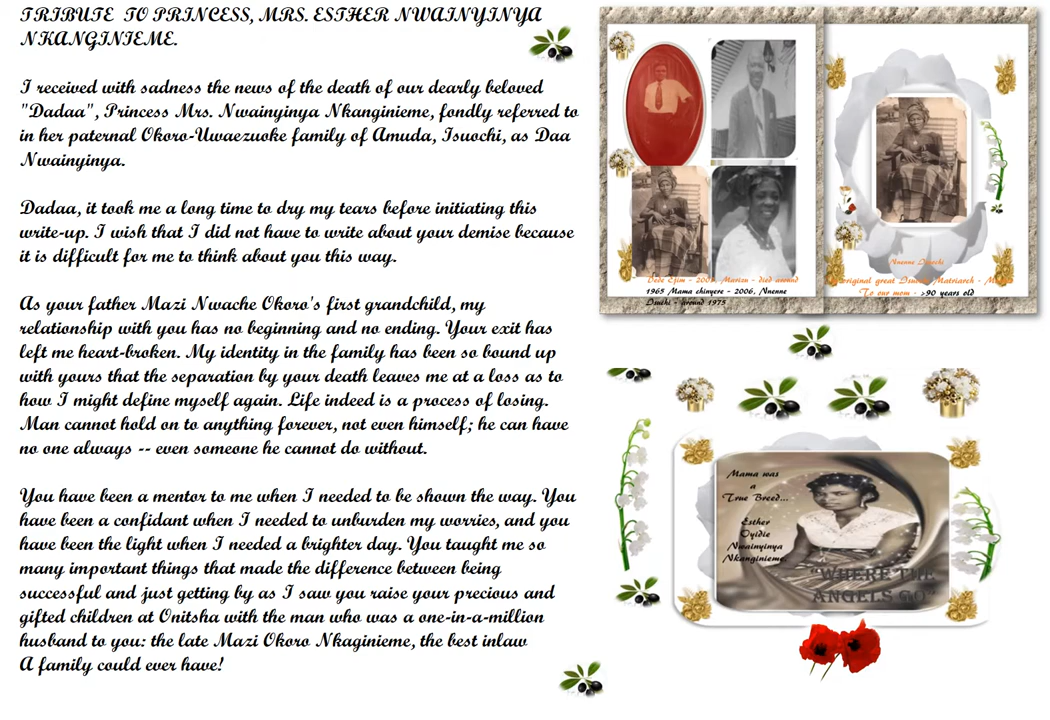 TRIBUTE TO PRINCESS, MRS. ESTHER NWAINYINYA
NKANGINIEME.
I received with sadness the news of the death of our dearly beloved
"Dadaa", Princess Mrs. Nwainyinya Nkanginieme, fondly referred to
in her paternal Okoro-Uwaezuoke family of Amuda, Isuochi, as Daa
Nwainyinya.
Dadaa, it took me a long time to dry my tears before initiating this
write-up. I wish that I did not have to write about your demise because
it is difficult for me to think about you this way.
As your father Mazi Nwache Okoro's first grandchild, my
relationship with you has no beginning and no ending. Your exit has
left me heart-broken. My identity in the family has been so bound up
with yours that the separation by your death leaves me at a loss as to
how I might define myself again. Life indeed is a process of losing.
Man cannot hold on to anything forever, not even himself; he can have
no one always -- even someone he cannot do without.
You have been a mentor to me when I needed to be shown the way. You
have been a confidant when I needed to unburden my worries, and you
have been the light when I needed a brighter day. You taught me so
many important things that made the difference between being
successful and just getting by as I saw you raise your precious and
gifted children at Onitsha with the man who was a one-in-a-million
husband to you: the late Mazi Okoro Nkaginieme, the best inlaw
A family could ever have!
Ejim - died around
1965 Mama chinyere - 2006, Nnenne
around 1975
Nnenne Isuochi
original great Matriarch -
To our mom - >90 years old
Mama was
a
True Breed...
Esther
Oyidie
Nwainyinya
Nkanginieme.
"WHERE THE
ANGELS GO"